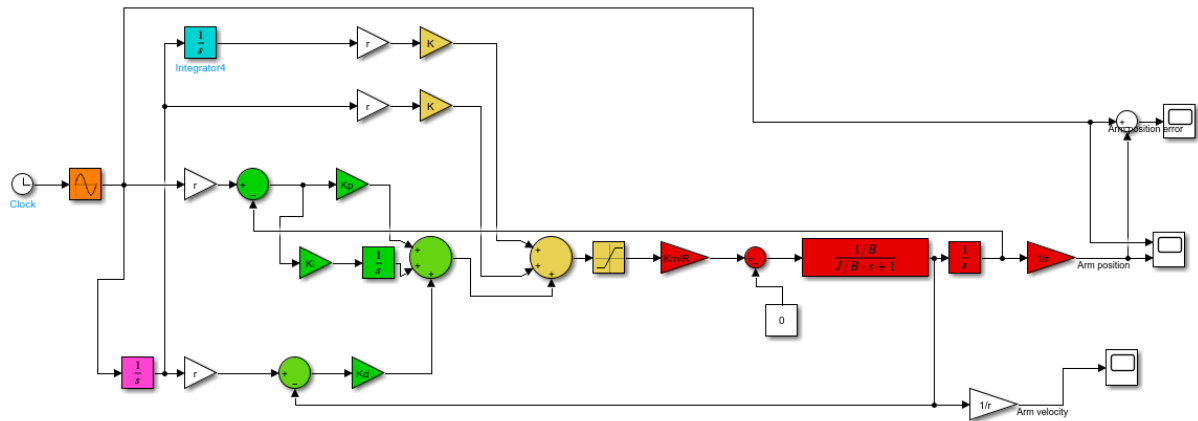 1
s
Integrator4
r
K
r
K
+
Arm position error
Clock
r
+
−
Kp
Ki
1
s
+
+
+
+
+
+
Km/R
+
−
1/B
J/B · s + 1
1
s
1/r
Arm position
0
1
s
r
+
−
Kd
1/r
Arm velocity